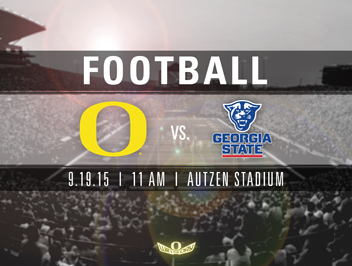 FOOTBALL
O VS. GEORGIA
STATE
9.19.15 | 11 AM | AUTZEN STADIUM
O